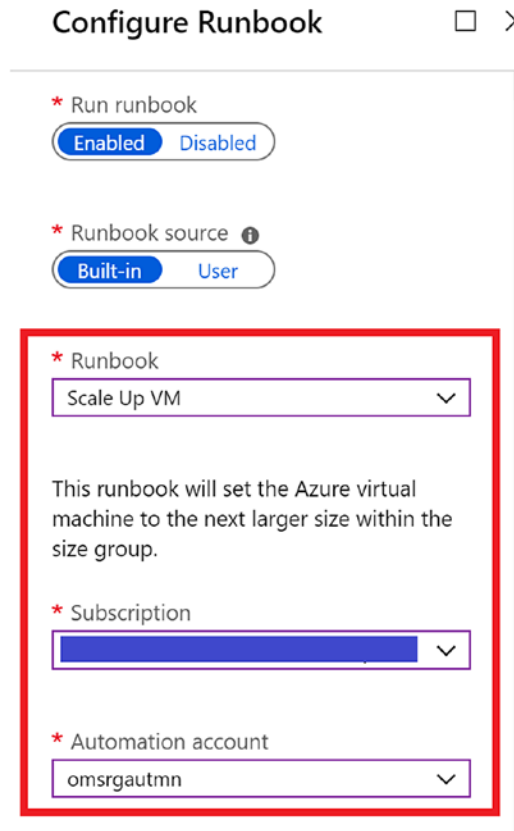 Configure Runbook
* Run runbook
Enabled Disabled
* Runbook source
Built-in User
* Runbook
Scale Up VM
This runbook will set the Azure virtual
machine to the next larger size within the
size group.
* Subscription
* Automation account
omsrgautmn